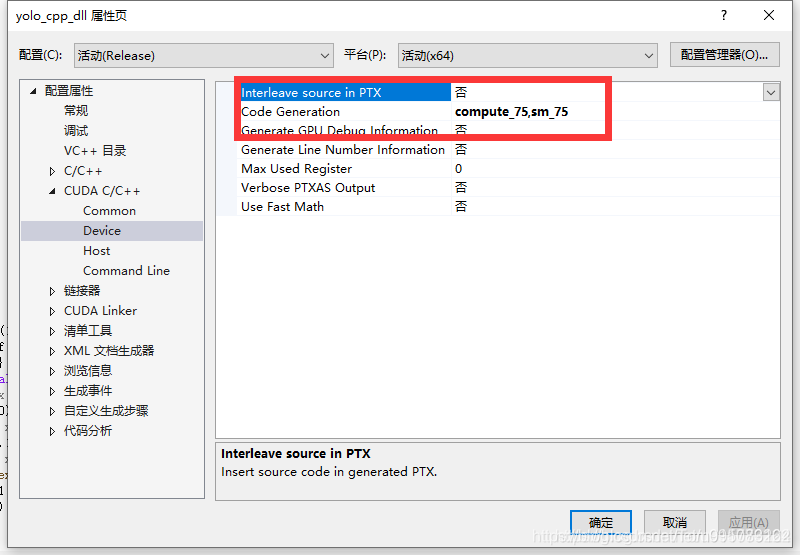 yolo_cpp_dll 属性页
配置(C): 活动(Release) 平台(P): 活动(x64) 配置管理器(O)...
配置属性
常规
调试
VC++ 目录
C/C++
CUDA C/C++
Common
Device
Host
Command Line
链接器
CUDA Linker
清单工具
XML 文档生成器
浏览信息
生成事件
自定义生成步骤
代码分析
Interleave source in PTX 否
Code Generation compute_75,sm_75
Generate GPU Debug Information 否
Generate Line Number Information 否
Max Used Register 0
Verbose PTXAS Output 否
Use Fast Math 否
Interleave source in PTX
Insert source code in generated PTX.
确定 取消 应用(A)